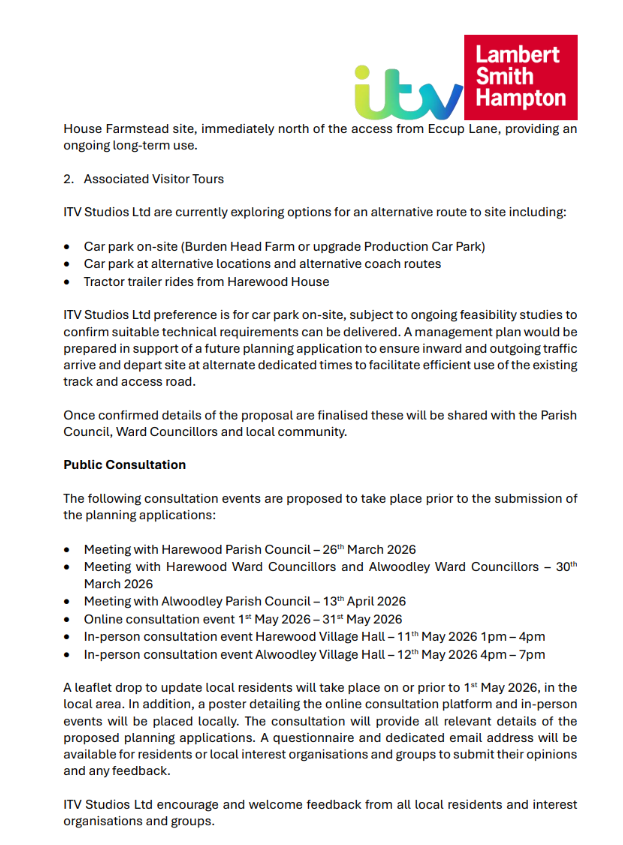 itv
Lambert
Smith
Hampton
House Farmstead site, immediately north of the access from Eccup Lane, providing an
ongoing long-term use.
2. Associated Visitor Tours
ITV Studios Ltd are currently exploring options for an alternative route to site including:
• Car park on-site (Burden Head Farm or upgrade Production Car Park)
• Car park at alternative locations and alternative coach routes
• Tractor trailer rides from Harewood House
ITV Studios Ltd preference is for car park on-site, subject to ongoing feasibility studies to
confirm suitable technical requirements can be delivered. A management plan would be
prepared in support of a future planning application to ensure inward and outgoing traffic
arrive and depart site at alternate dedicated times to facilitate efficient use of the existing
track and access road.
Once confirmed details of the proposal are finalised these will be shared with the Parish
Council, Ward Councillors and local community.
Public Consultation
The following consultation events are proposed to take place prior to the submission of
the planning applications:
• Meeting with Harewood Parish Council – 26th March 2026
• Meeting with Harewood Ward Councillors and Alwoodley Ward Councillors – 30th
March 2026
• Meeting with Alwoodley Parish Council – 13th April 2026
• Online consultation event 1st May 2026 – 31st May 2026
• In-person consultation event Harewood Village Hall – 11th May 2026 1pm – 4pm
• In-person consultation event Alwoodley Village Hall – 12th May 2026 4pm – 7pm
A leaflet drop to update local residents will take place on or prior to 1st May 2026, in the
local area. In addition, a poster detailing the online consultation platform and in-person
events will be placed locally. The consultation will provide all relevant details of the
proposed planning applications. A questionnaire and dedicated email address will be
available for residents or local interest organisations and groups to submit their opinions
and any feedback.
ITV Studios Ltd encourage and welcome feedback from all local residents and interest
organisations and groups.